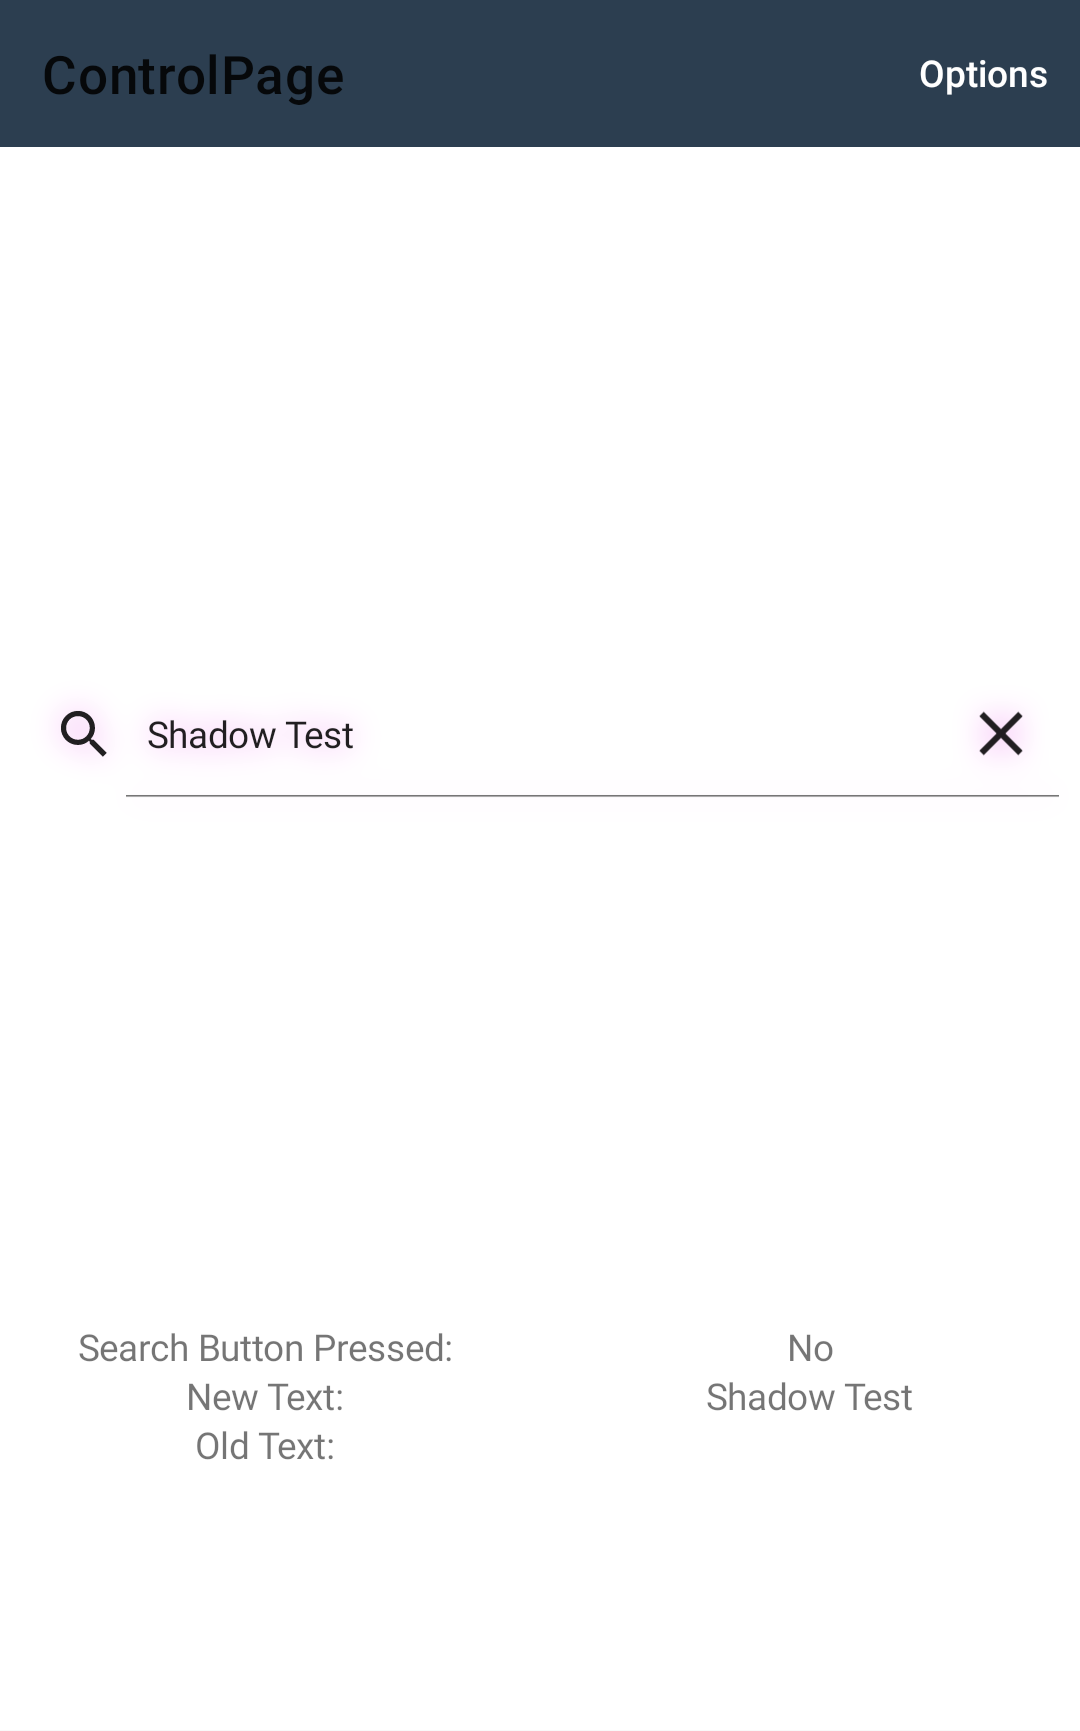 ControlPage
Options
Shadow Test
Search Button Pressed: No
New Text: Shadow Test
Old Text: